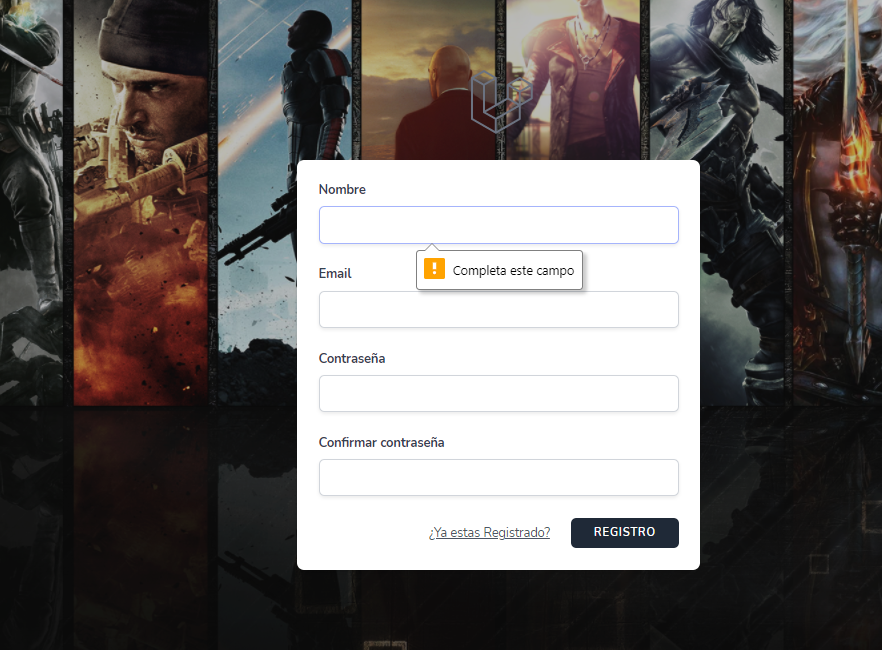 Nombre
Completa este campo
Email
Contraseña
Confirmar contraseña
¿Ya estas Registrado?
REGISTRO